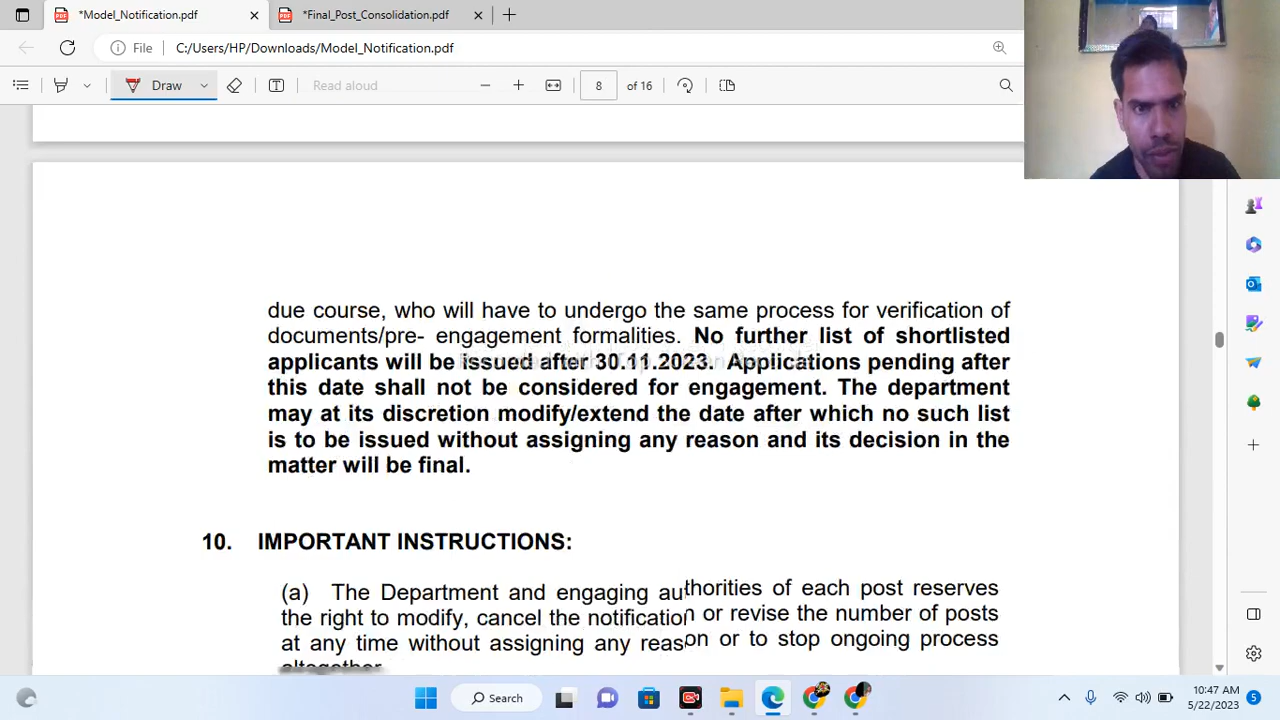 *Model_Notification.pdf
*Final_Post_Consolidation.pdf
File C:/Users/HP/Downloads/Model_Notification.pdf
Draw
Read aloud
8 of 16
due course, who will have to undergo the same process for verification of
documents/pre- engagement formalities. No further list of shortlisted
applicants will be issued after 30.11.2023. Applications pending after
this date shall not be considered for engagement. The department
may at its discretion modify/extend the date after which no such list
is to be issued without assigning any reason and its decision in the
matter will be final.
10. IMPORTANT INSTRUCTIONS:
(a) The Department and engaging authorities of each post reserves
the right to modify, cancel the notification or revise the number of posts
at any time without assigning any reason or to stop ongoing process
altogether
Search
10:47 AM
5/22/2023
5